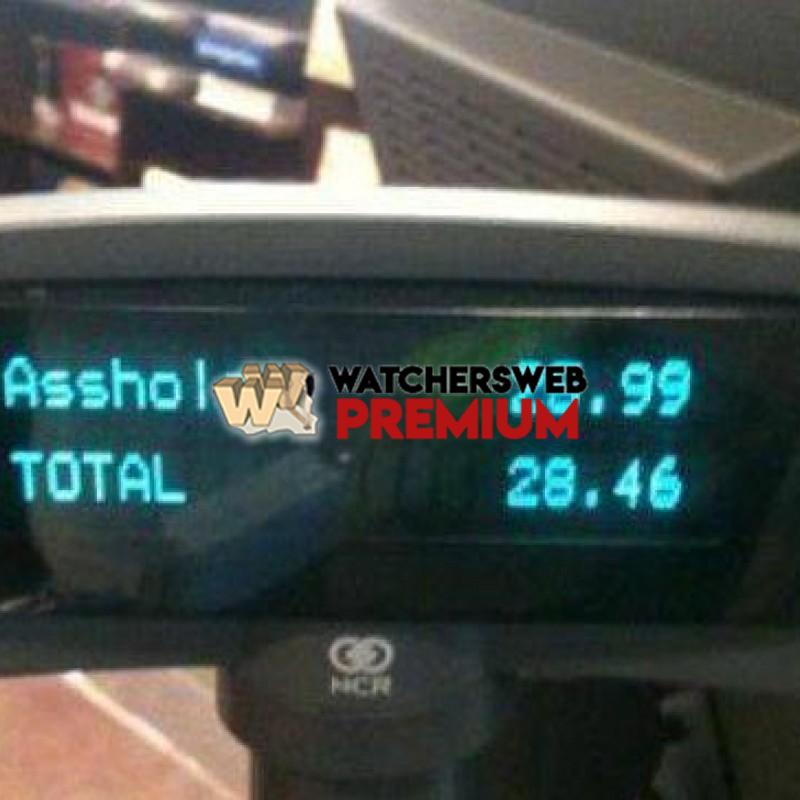 Asshol
WATCHERSWEB
PREMIUM
.99
TOTAL 28.46
NCR